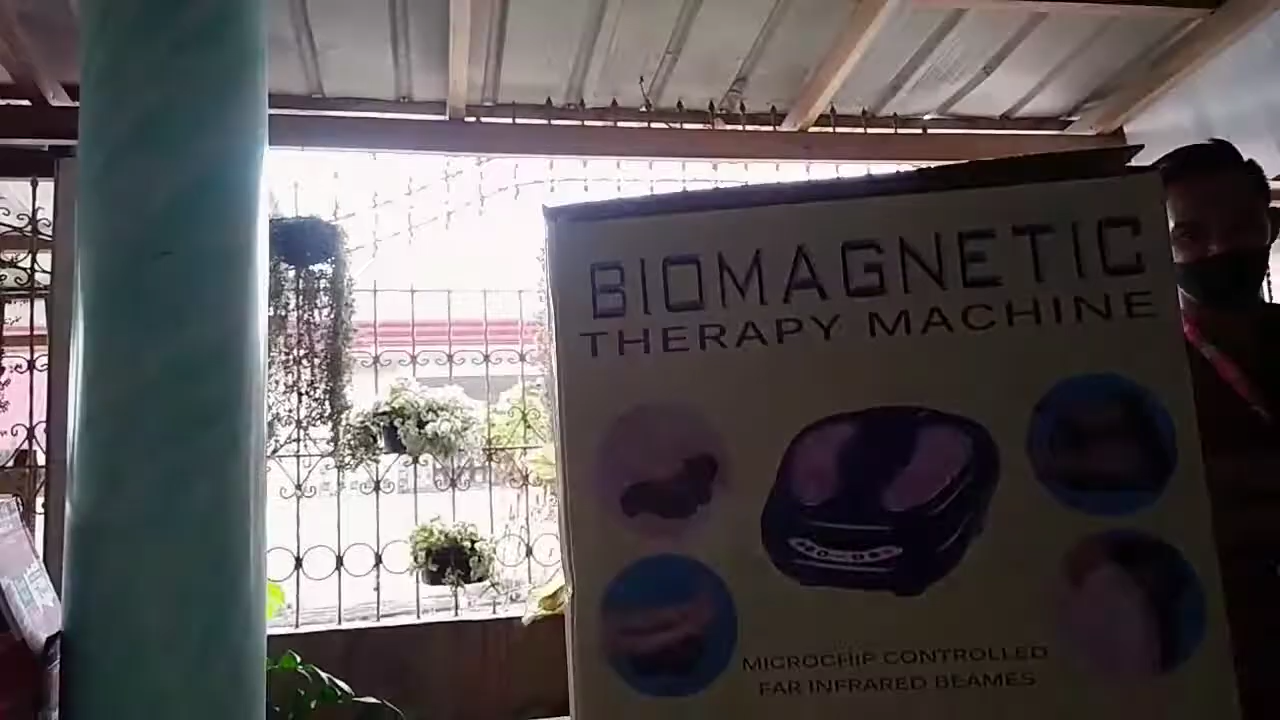 BIOMAGNETIC
THERAPY MACHINE
MICROCHIP CONTROLLED
FAR INFRARED BEAMES